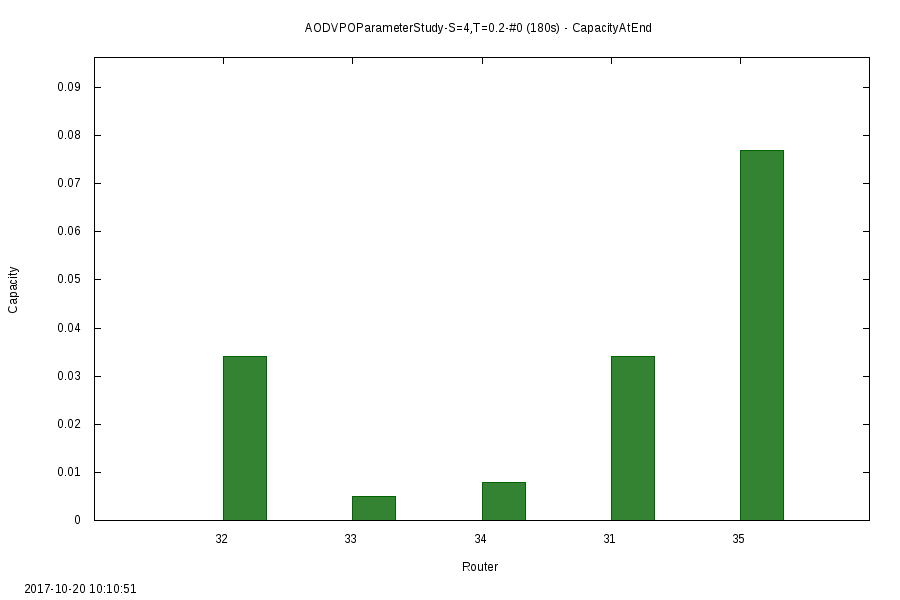 AODVPOParameterStudy-S=4,T=0.2-#0 (180s) - CapacityAtEnd
0.09
0.08
0.07
0.06
0.05
0.04
0.03
0.02
0.01
0
Capacity
32 33 34 31 35
Router
2017-10-20 10:10:51